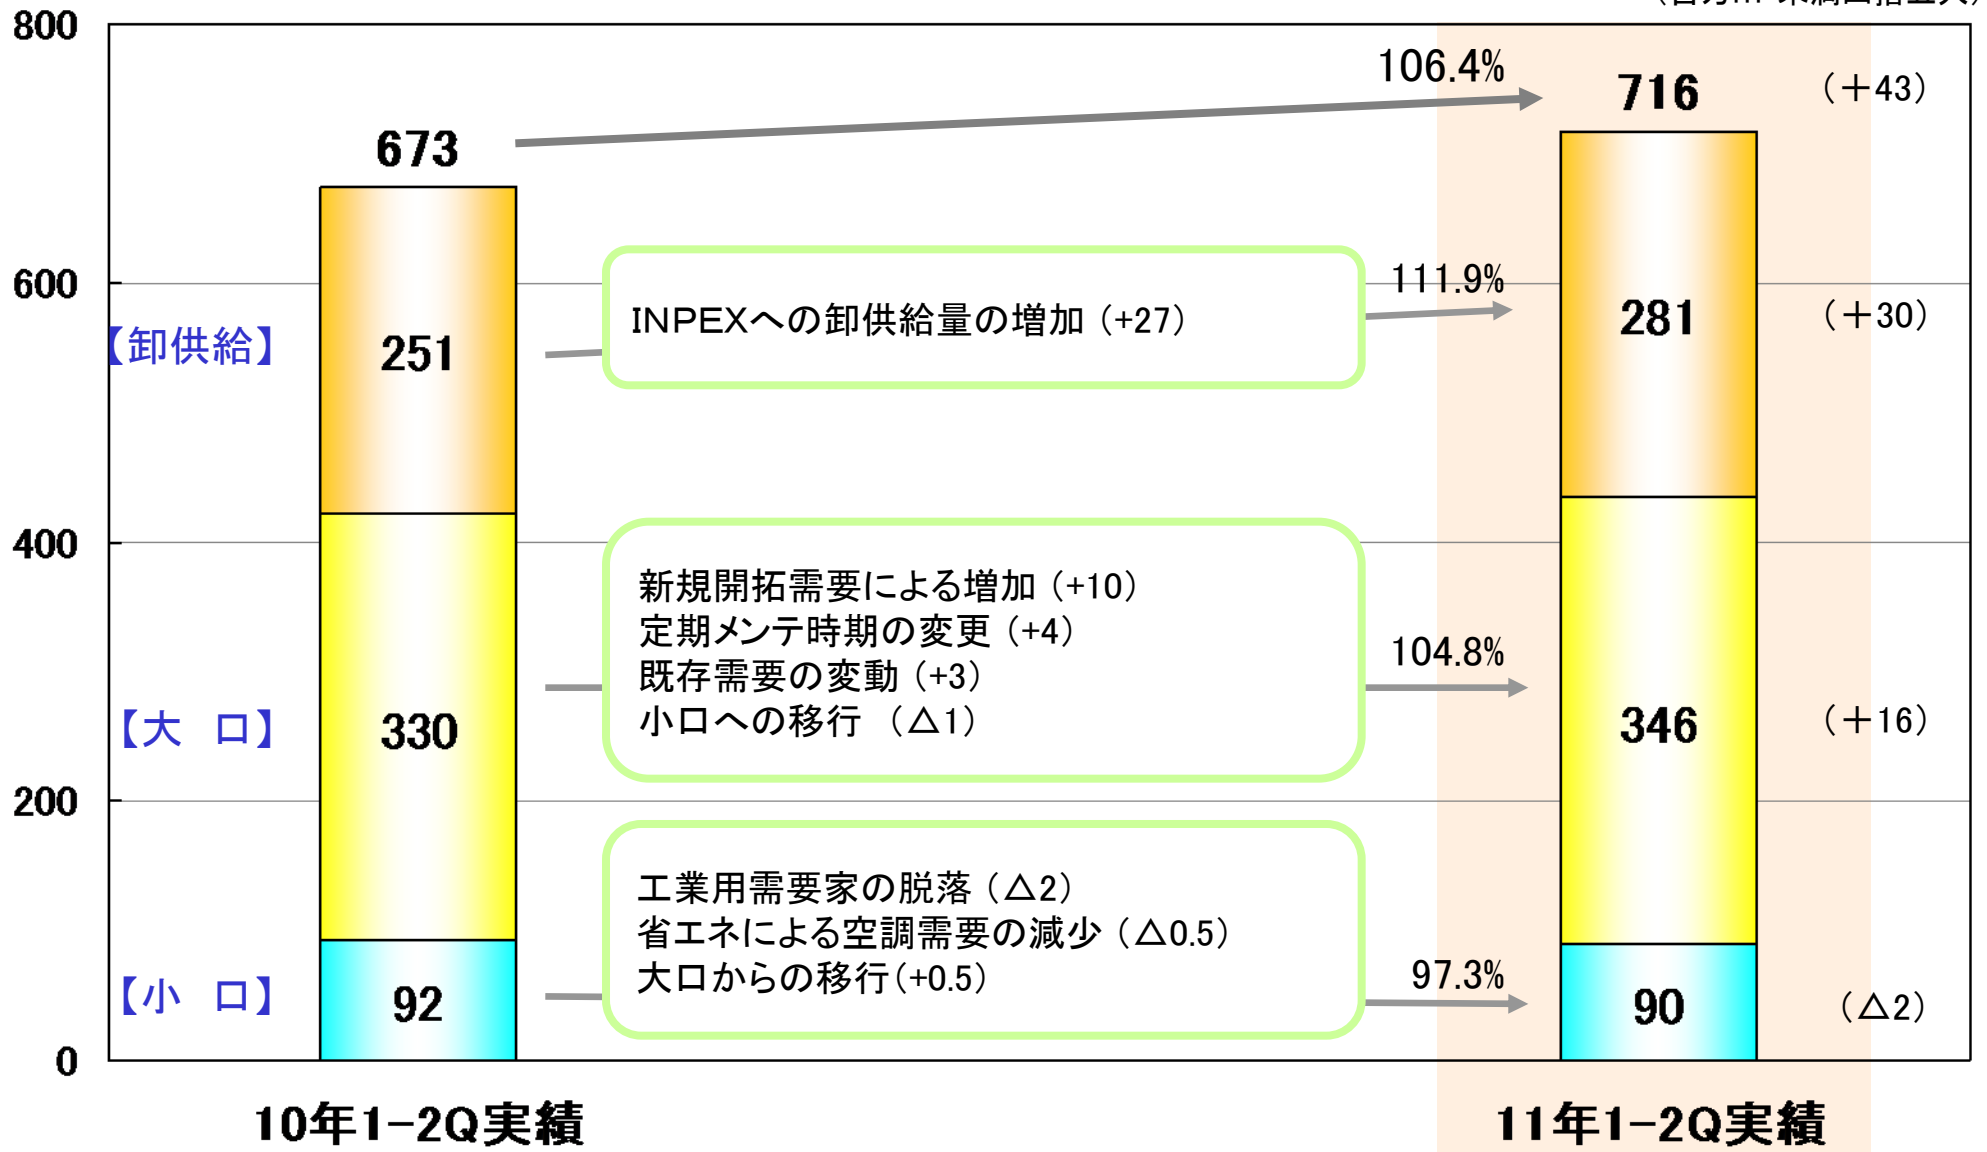 800
600
400
200
0
106.4%
673
716
(+43)
【卸供給】
251
INPEXへの卸供給量の増加 (+27)
111.9%
281
(+30)
【大　口】
330
新規開拓需要による増加 (+10)
定期メンテ時期の変更 (+4)
既存需要の変動 (+3)
小口への移行 (△1)
104.8%
346
(+16)
【小　口】
92
工業用需要家の脱落 (△2)
省エネによる空調需要の減少 (△0.5)
大口からの移行(+0.5)
97.3%
90
(△2)
10年1-2Q実績
11年1-2Q実績